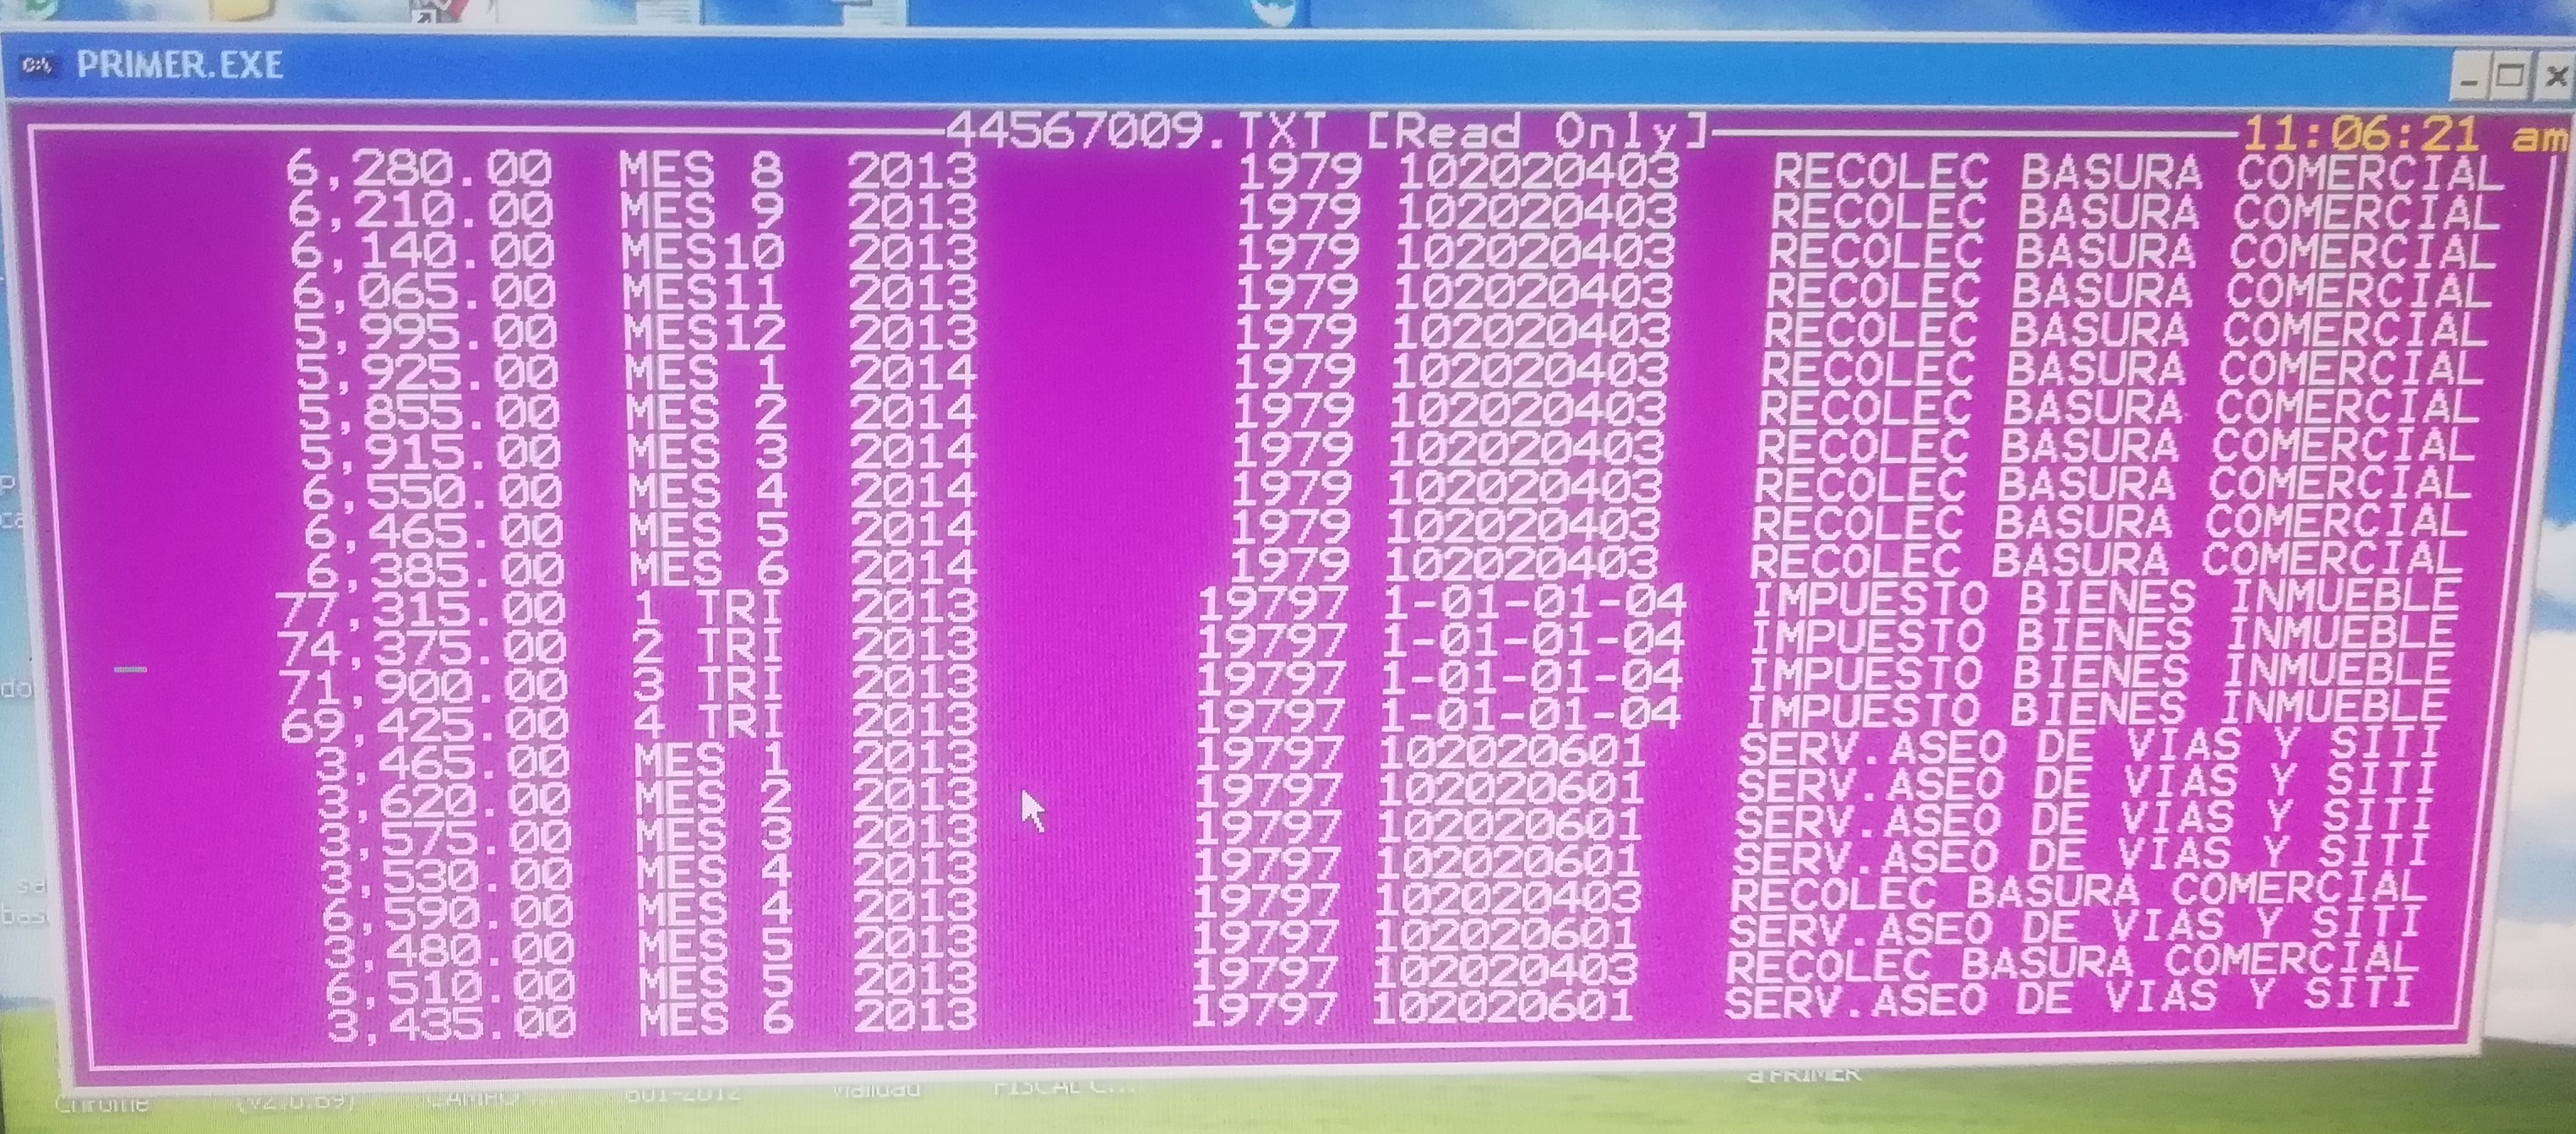 PRIMER.EXE
44567009.TXT [Read Only] 11:06:21 am
6,280.00 MES 8 2013 1979 102020403 RECOLEC BASURA COMERCIAL
6,210.00 MES 9 2013 1979 102020403 RECOLEC BASURA COMERCIAL
6,140.00 MES10 2013 1979 102020403 RECOLEC BASURA COMERCIAL
6,065.00 MES11 2013 1979 102020403 RECOLEC BASURA COMERCIAL
5,995.00 MES12 2013 1979 102020403 RECOLEC BASURA COMERCIAL
5,925.00 MES 1 2014 1979 102020403 RECOLEC BASURA COMERCIAL
5,855.00 MES 2 2014 1979 102020403 RECOLEC BASURA COMERCIAL
5,915.00 MES 3 2014 1979 102020403 RECOLEC BASURA COMERCIAL
6,550.00 MES 4 2014 1979 102020403 RECOLEC BASURA COMERCIAL
6,465.00 MES 5 2014 1979 102020403 RECOLEC BASURA COMERCIAL
6,385.00 MES 6 2014 1979 102020403 RECOLEC BASURA COMERCIAL
77,315.00 1 TRI 2013 19797 1-01-01-04 IMPUESTO BIENES INMUEBLE
74,375.00 2 TRI 2013 19797 1-01-01-04 IMPUESTO BIENES INMUEBLE
71,900.00 3 TRI 2013 19797 1-01-01-04 IMPUESTO BIENES INMUEBLE
69,425.00 4 TRI 2013 19797 1-01-01-04 IMPUESTO BIENES INMUEBLE
3,465.00 MES 1 2013 19797 102020601 SERV.ASEO DE VIAS Y SITI
3,620.00 MES 2 2013 19797 102020601 SERV.ASEO DE VIAS Y SITI
3,575.00 MES 3 2013 19797 102020601 SERV.ASEO DE VIAS Y SITI
3,530.00 MES 4 2013 19797 102020601 SERV.ASEO DE VIAS Y SITI
6,590.00 MES 4 2013 19797 102020403 RECOLEC BASURA COMERCIAL
3,480.00 MES 5 2013 19797 102020601 SERV.ASEO DE VIAS Y SITI
6,510.00 MES 5 2013 19797 102020403 RECOLEC BASURA COMERCIAL
3,435.00 MES 6 2013 19797 102020601 SERV.ASEO DE VIAS Y SITI
Chrome (v2.0.69) 601-2012 FISCAL C... a PRIMER